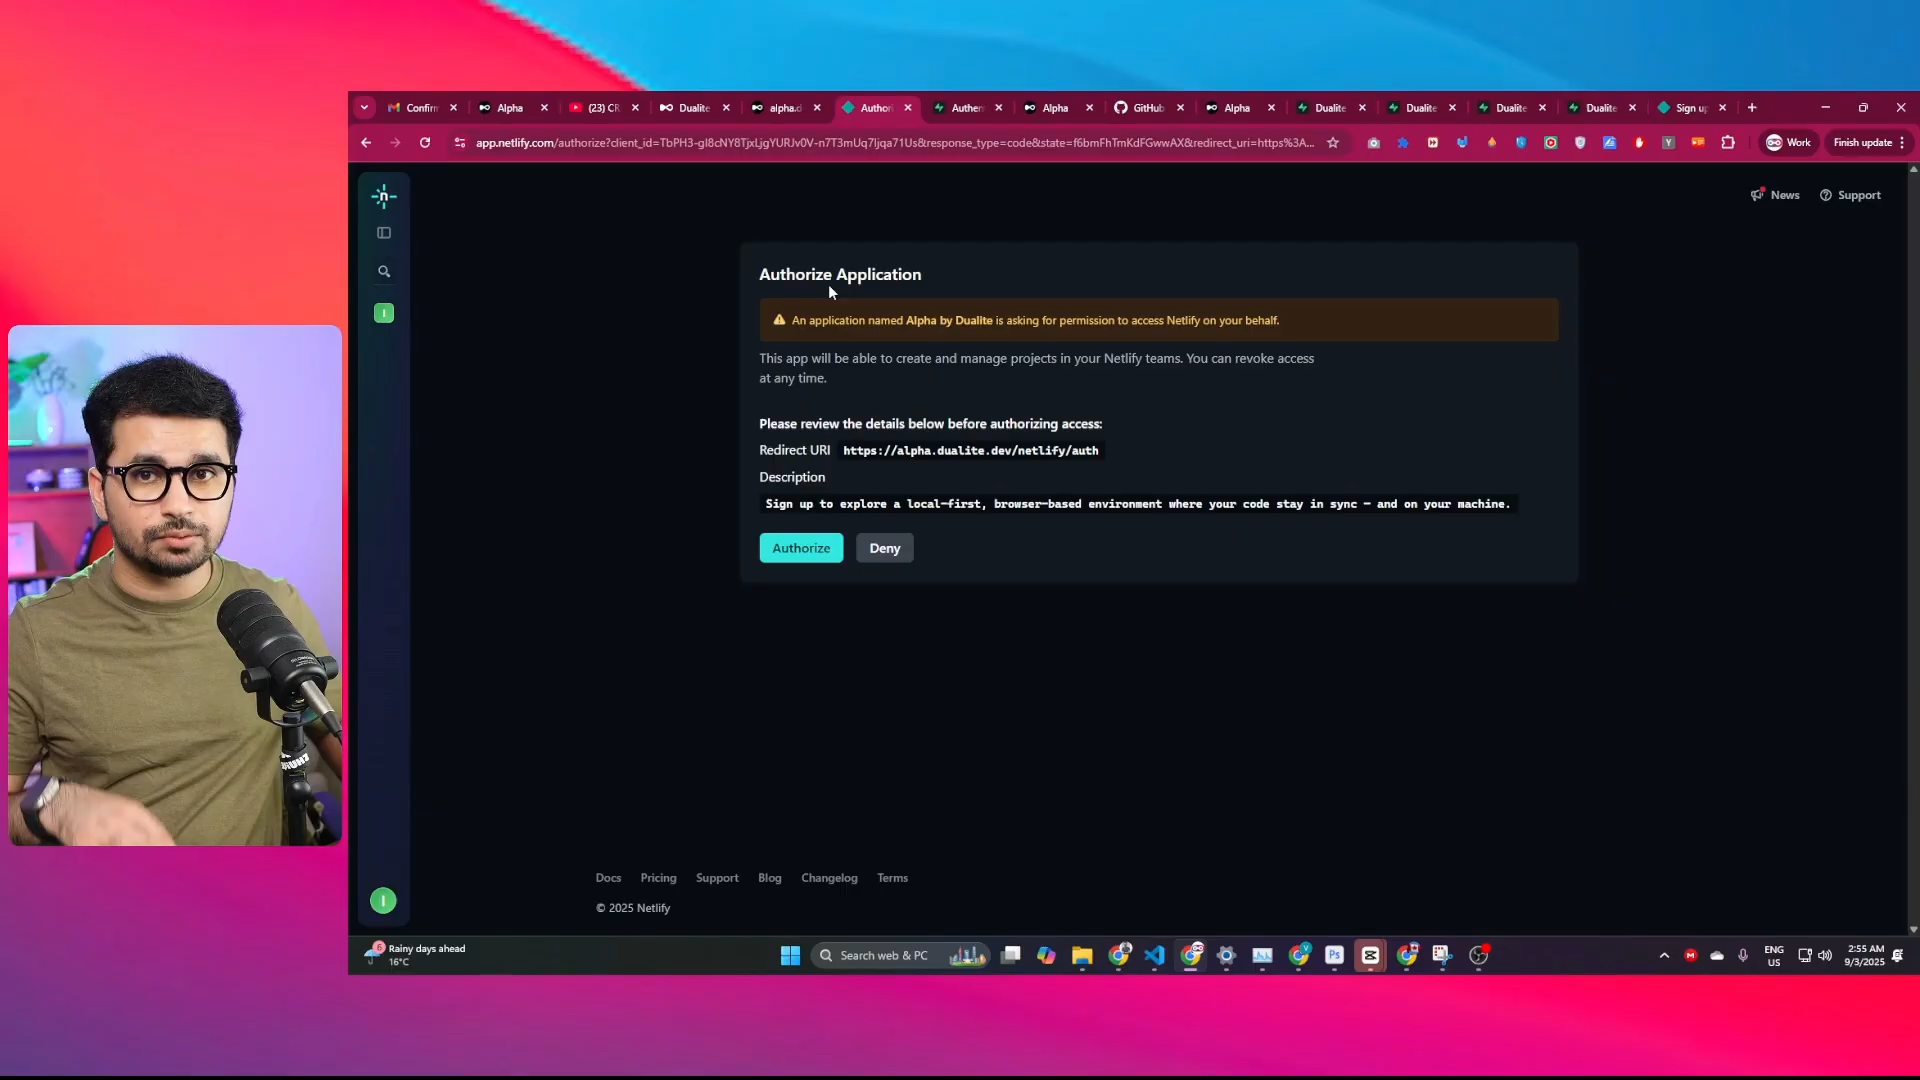 Confirm
Alpha
(23) CR
Dualite
alpha.d
Author
Authen
Alpha
GitHub
Alpha
Dualite
Dualite
Dualite
Dualite
Sign up
app.netlify.com/authorize?client_id=TbPH3-gI8cNY8TjxLjgYURJv0V-n7T3mUq7Ijqa71Us&response_type=code&state=f6bmFhTmKdFGwwAX&redirect_uri=https%3A...
Work
Finish update
News
Support
Authorize Application
An application named Alpha by Dualite is asking for permission to access Netlify on your behalf.
This app will be able to create and manage projects in your Netlify teams. You can revoke access
at any time.
Please review the details below before authorizing access:
Redirect URI https://alpha.dualite.dev/netlify/auth
Description
Sign up to explore a local-first, browser-based environment where your code stay in sync - and on your machine.
Authorize
Deny
Docs
Pricing
Support
Blog
Changelog
Terms
© 2025 Netlify
6
Rainy days ahead
16°C
Search web & PC
Ps
ENG
US
2:55 AM
9/3/2025